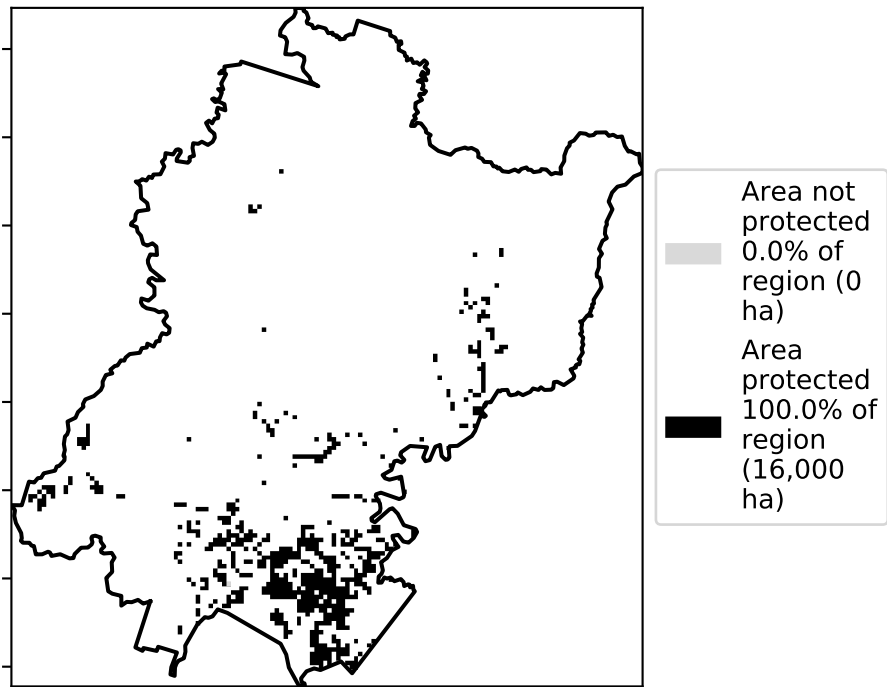 Area not
protected
0.0% of
region (0
ha)
Area
protected
100.0% of
region
(16,000
ha)